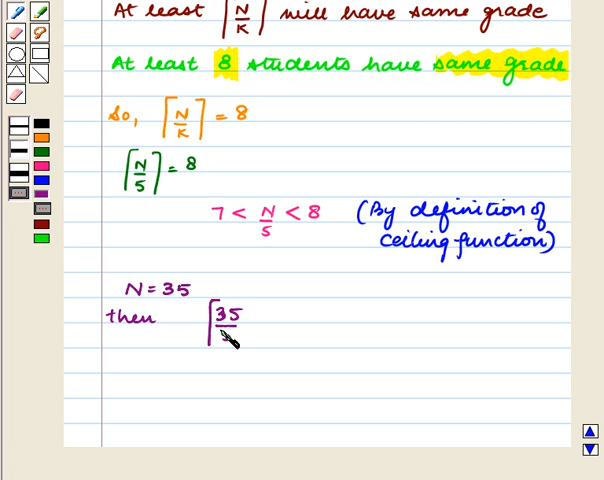 At least ⌈N/K⌉ will have same grade
At least 8 students have same grade
So, ⌈N/K⌉ = 8
⌈N/5⌉ = 8
7 < N/5 < 8 (By definition of
ceiling function)
N = 35
then ⌈35